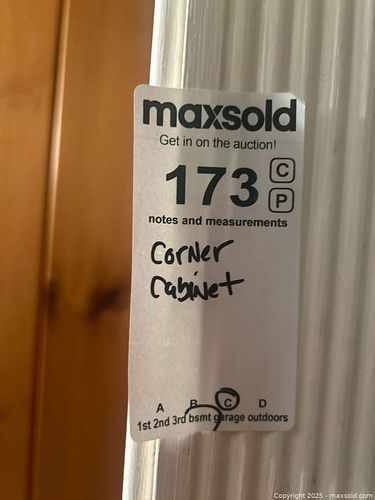 maxsold
Get in on the auction!
173 C
P
notes and measurements
Corner
Cabinet
A B C D
1st 2nd 3rd bsmt garage outdoors
Copyright 2025 - maxsold.com